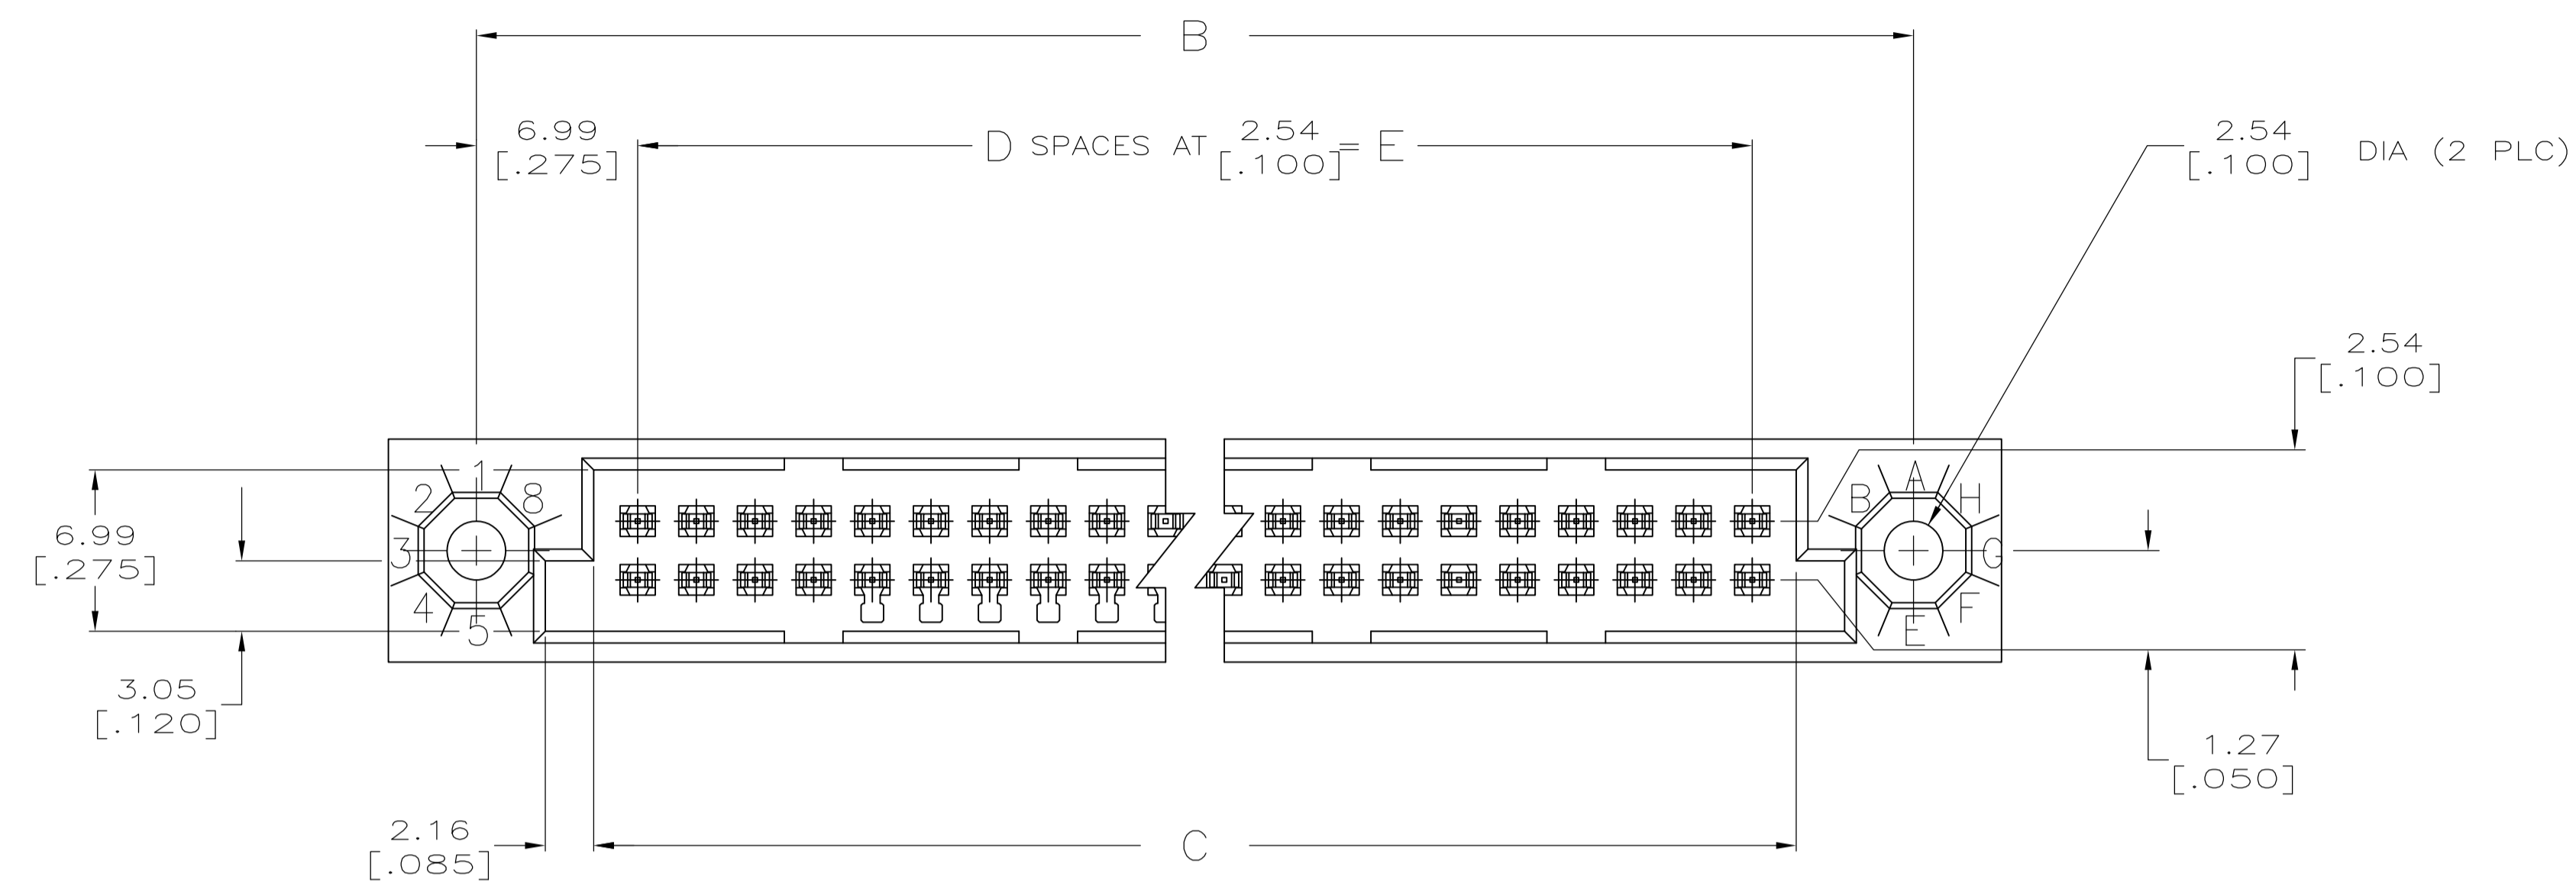 B
6.99
[.275]
D SPACES AT 2.54 = E
[.100]
2.54
[.100] DIA (2 PLC)
2.54
[.100]
1
2 8
3
4
5
A
B H
G
F
E
6.99
[.275]
3.05
[.120]
1.27
[.050]
2.16
[.085]
C